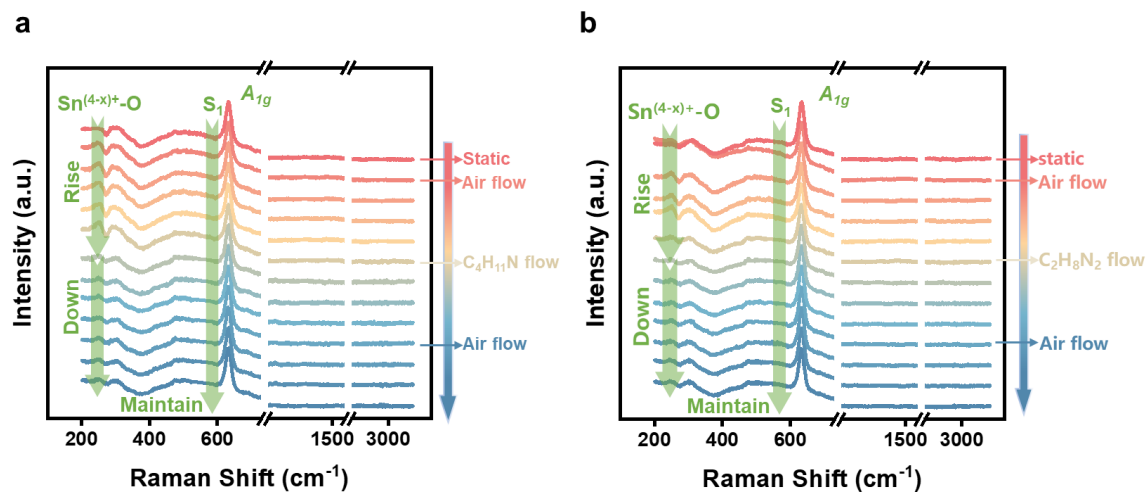 a
Sn(4-x)+-O
S1
A1g
Rise
Down
Maintain
Static
Air flow
C4H11N flow
Air flow
Intensity (a.u.)
200 400 600 1500 3000
Raman Shift (cm-1)
b
Sn(4-x)+-O
S1
A1g
Rise
Down
Maintain
static
Air flow
C2H8N2 flow
Air flow
Intensity (a.u.)
200 400 600 1500 3000
Raman Shift (cm-1)